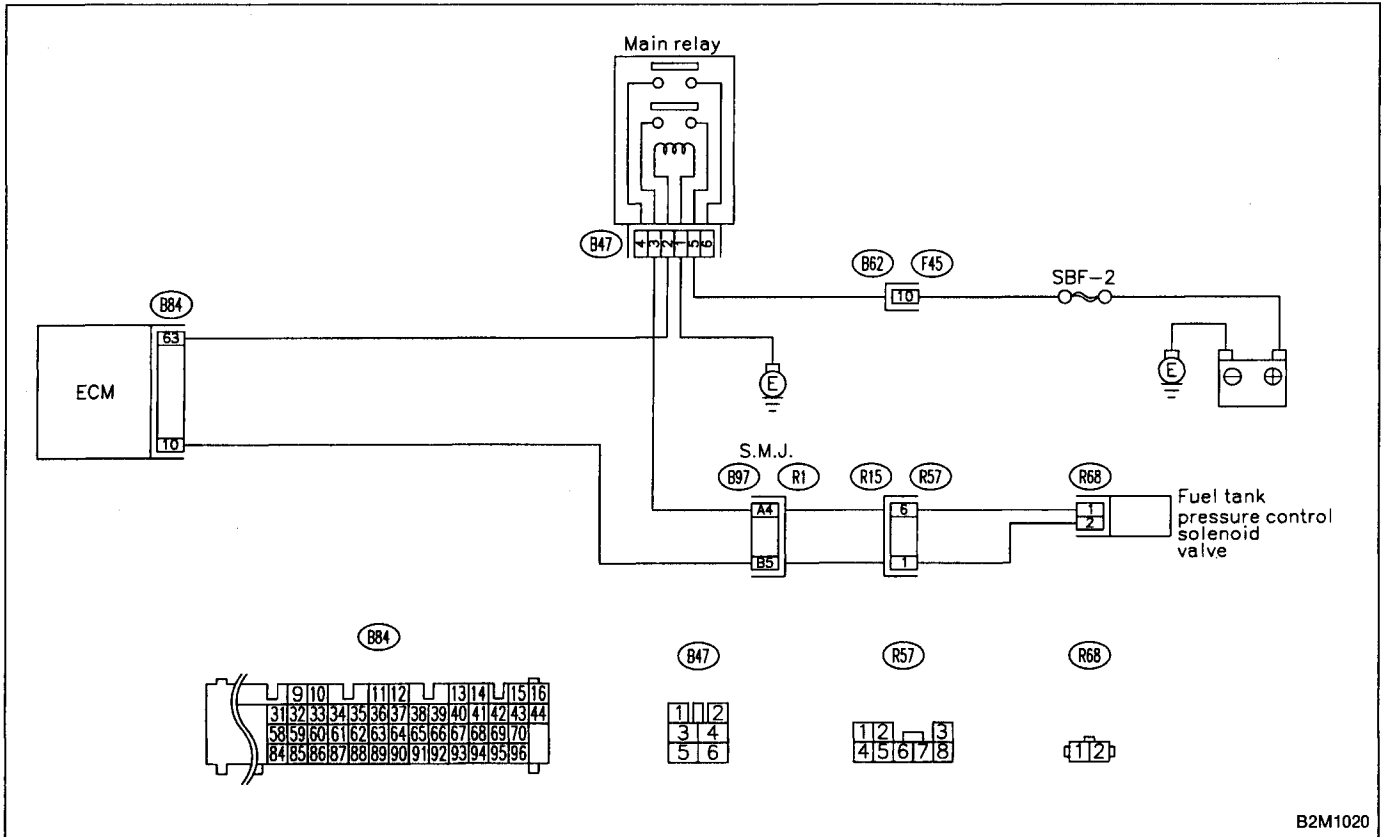 Main relay
B47
4 3 2 1 5 6
B62 F45
10
SBF-2
B84
63
ECM
10
E
E
⊖ ⊕
S.M.J.
B97 R1 R15 R57 R68
A4 6 1
2
B5 1
Fuel tank
pressure control
solenoid
valve
B84
9 10 11 12 13 14 15 16
31 32 33 34 35 36 37 38 39 40 41 42 43 44
58 59 60 61 62 63 64 65 66 67 68 69 70
84 85 86 87 88 89 90 91 92 93 94 95 96
B47
1 2
3 4
5 6
R57
1 2 3
4 5 6 7 8
R68
1 2
B2M1020